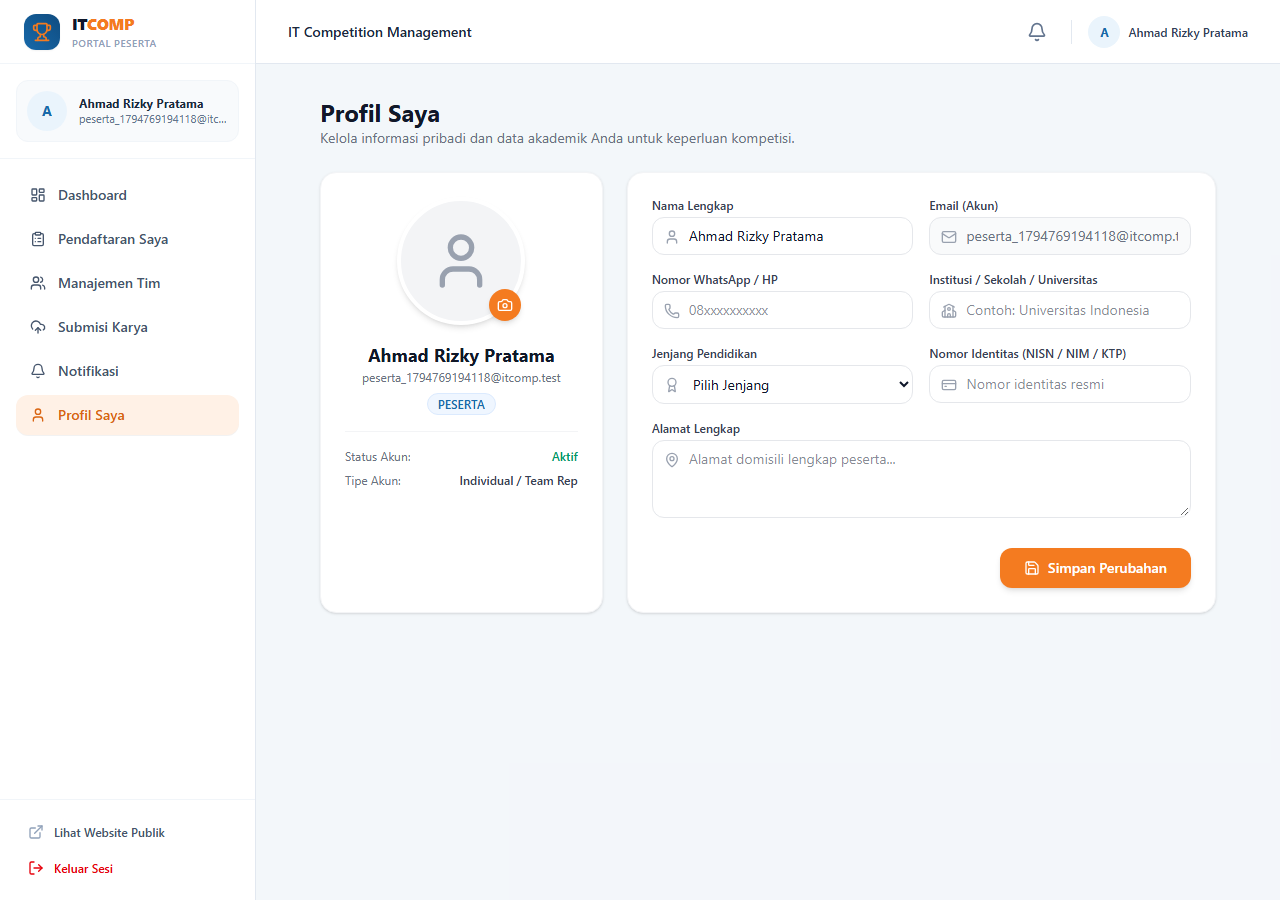 ITCOMP
PORTAL PESERTA
IT Competition Management
A
Ahmad Rizky Pratama
A
Ahmad Rizky Pratama
peserta_1794769194118@itc...
Dashboard
Pendaftaran Saya
Manajemen Tim
Submisi Karya
Notifikasi
Profil Saya
Lihat Website Publik
Keluar Sesi
Profil Saya
Kelola informasi pribadi dan data akademik Anda untuk keperluan kompetisi.
Ahmad Rizky Pratama
peserta_1794769194118@itcomp.test
PESERTA
Status Akun: Aktif
Tipe Akun: Individual / Team Rep
Nama Lengkap
Ahmad Rizky Pratama
Email (Akun)
peserta_1794769194118@itcomp.t
Nomor WhatsApp / HP
08xxxxxxxxxx
Institusi / Sekolah / Universitas
Contoh: Universitas Indonesia
Jenjang Pendidikan
Pilih Jenjang
Nomor Identitas (NISN / NIM / KTP)
Nomor identitas resmi
Alamat Lengkap
Alamat domisili lengkap peserta...
Simpan Perubahan